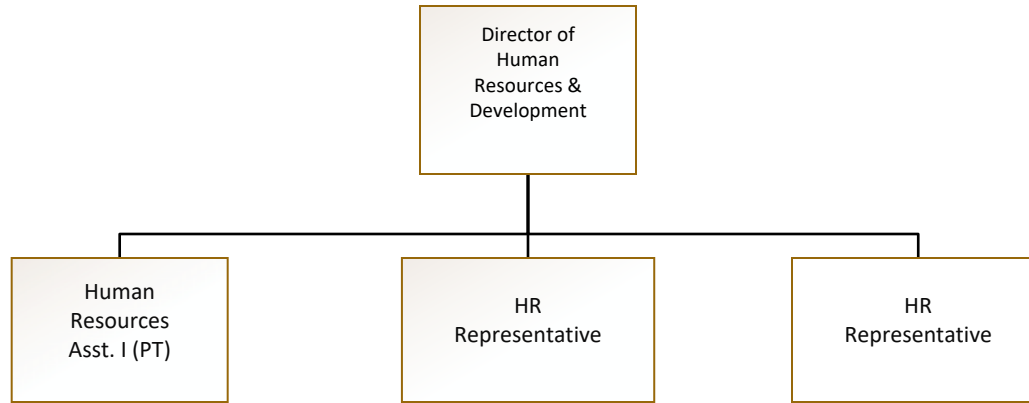 Director of
Human
Resources &
Development
Human
Resources
Asst. I (PT)
HR
Representative
HR
Representative